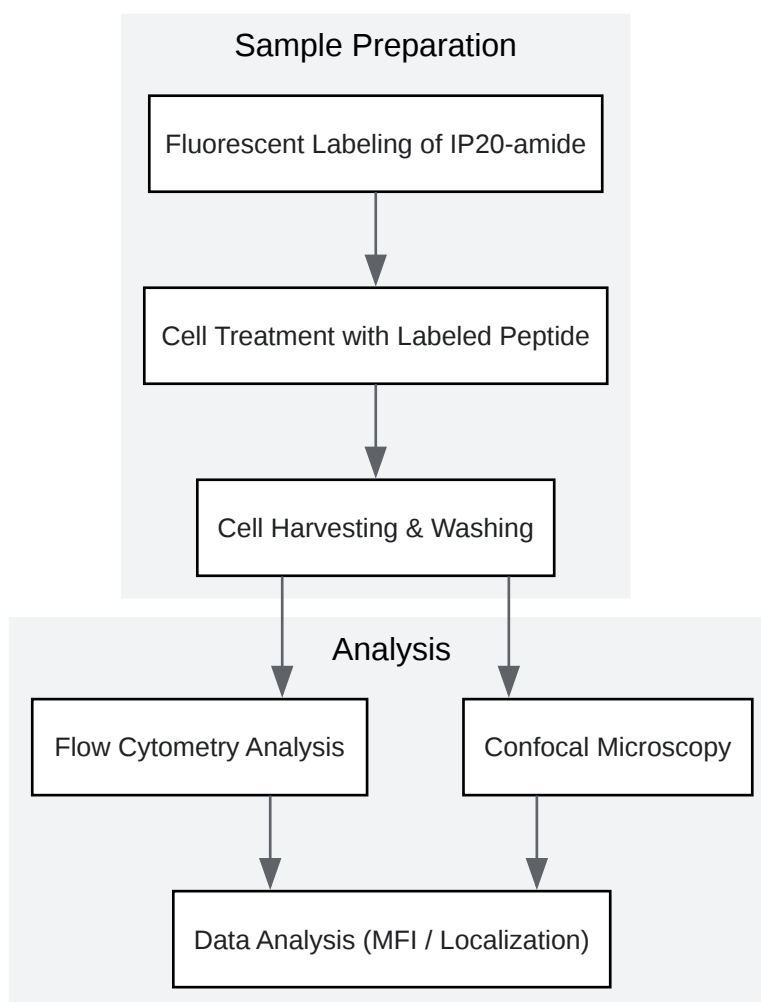 Sample Preparation
Fluorescent Labeling of IP20-amide
Cell Treatment with Labeled Peptide
Cell Harvesting & Washing
Analysis
Flow Cytometry Analysis
Confocal Microscopy
Data Analysis (MFI / Localization)